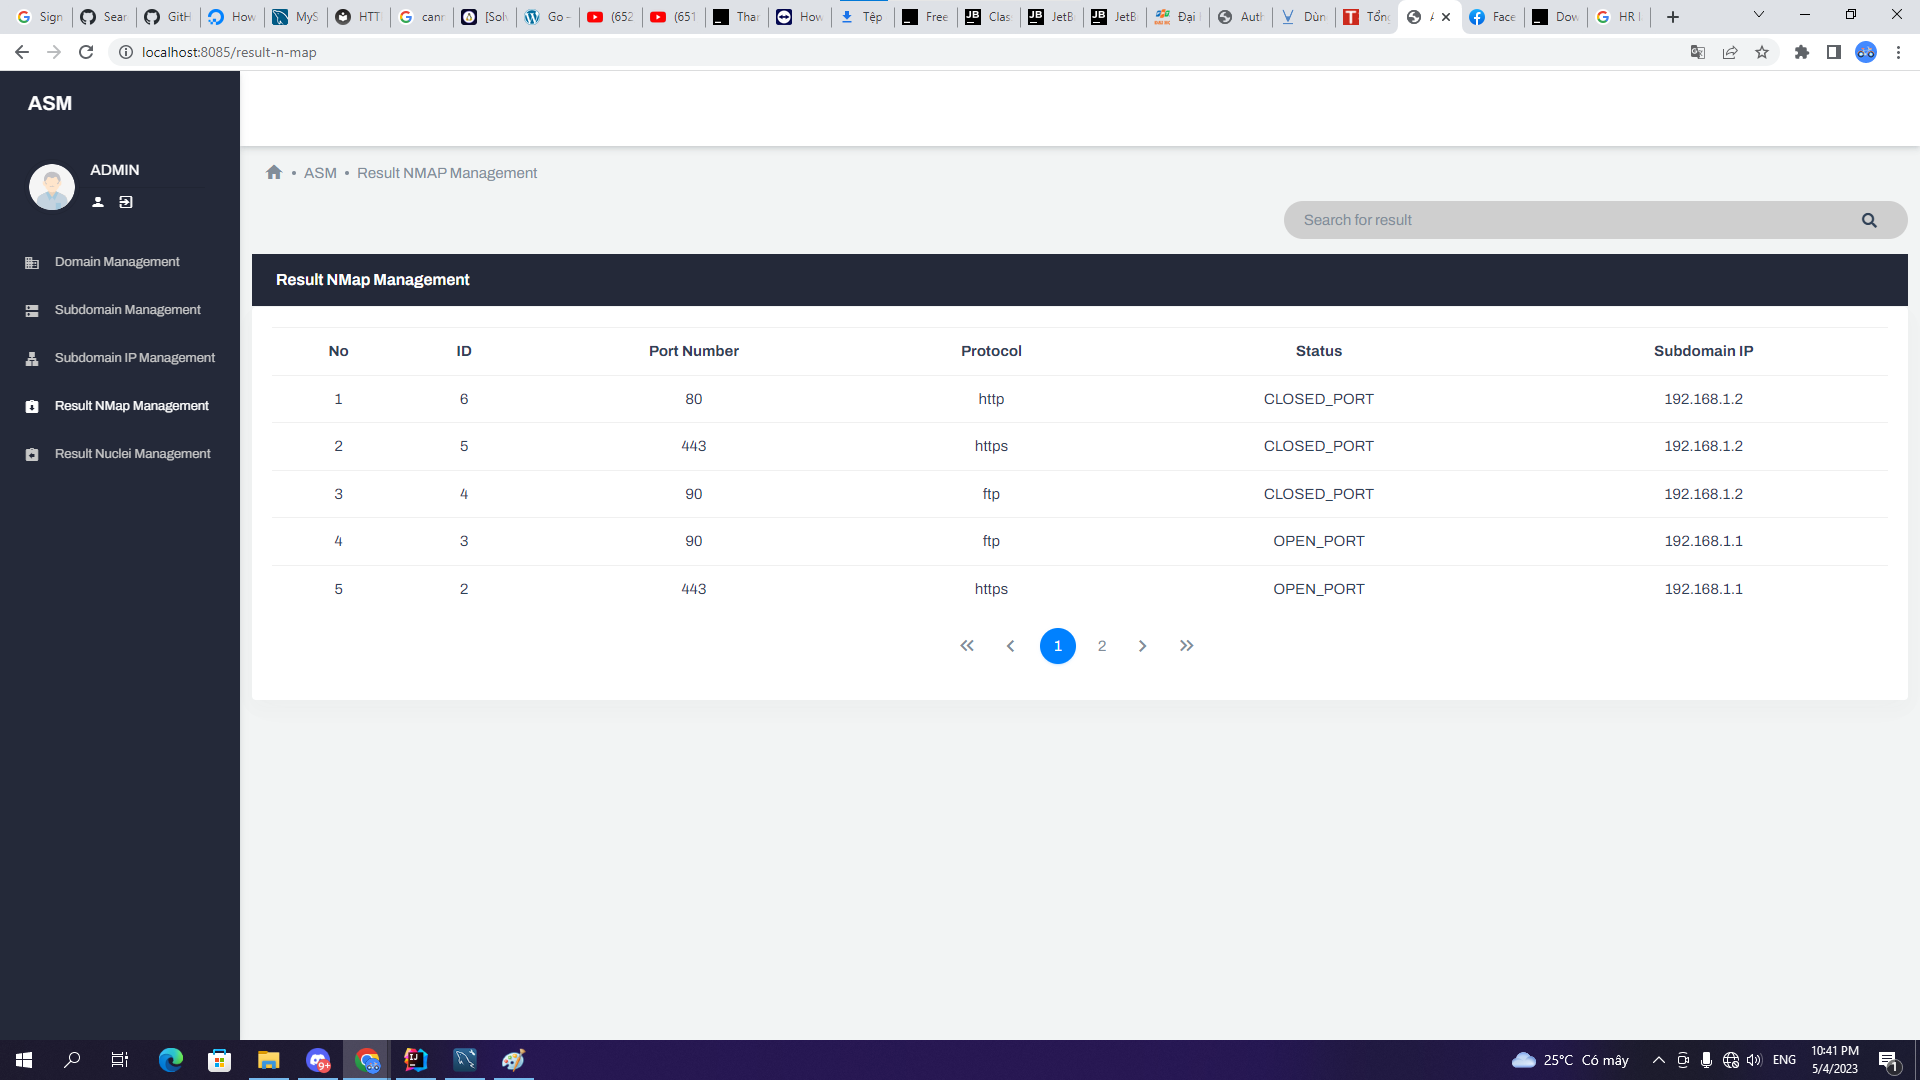 Sign
Sear
GitH
How
MyS
HTT
canr
[Sol
Go -
(652
(651
Thar
How
Tệp
Free
Clas
JetB
JetB
Đại
Auth
Dùn
Tổng
Face
Dow
HR
localhost:8085/result-n-map
ASM
ADMIN
Domain Management
Subdomain Management
Subdomain IP Management
Result NMap Management
Result Nuclei Management
• ASM • Result NMAP Management
Search for result
Result NMap Management
No ID Port Number Protocol Status Subdomain IP
1 6 80 http CLOSED_PORT 192.168.1.2
2 5 443 https CLOSED_PORT 192.168.1.2
3 4 90 ftp CLOSED_PORT 192.168.1.2
4 3 90 ftp OPEN_PORT 192.168.1.1
5 2 443 https OPEN_PORT 192.168.1.1
« ‹ 1 2 › »
9+
25°C Có mây
ENG
10:41 PM
5/4/2023
1